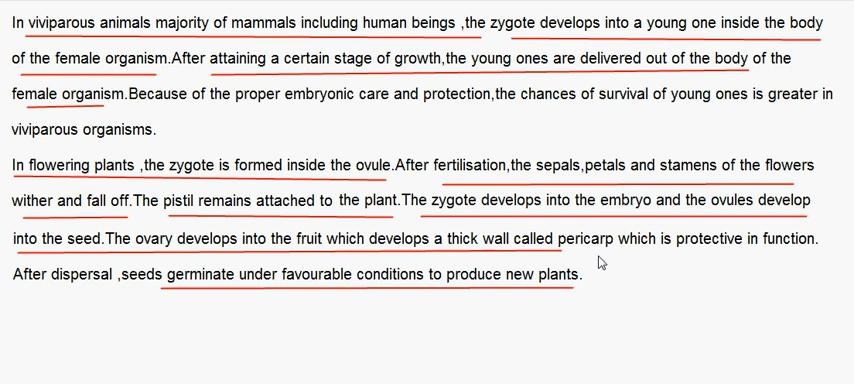 In viviparous animals majority of mammals including human beings ,the zygote develops into a young one inside the body
of the female organism.After attaining a certain stage of growth,the young ones are delivered out of the body of the
female organism.Because of the proper embryonic care and protection,the chances of survival of young ones is greater in
viviparous organisms.
In flowering plants ,the zygote is formed inside the ovule.After fertilisation,the sepals,petals and stamens of the flowers
wither and fall off.The pistil remains attached to the plant.The zygote develops into the embryo and the ovules develop
into the seed.The ovary develops into the fruit which develops a thick wall called pericarp which is protective in function.
After dispersal ,seeds germinate under favourable conditions to produce new plants.